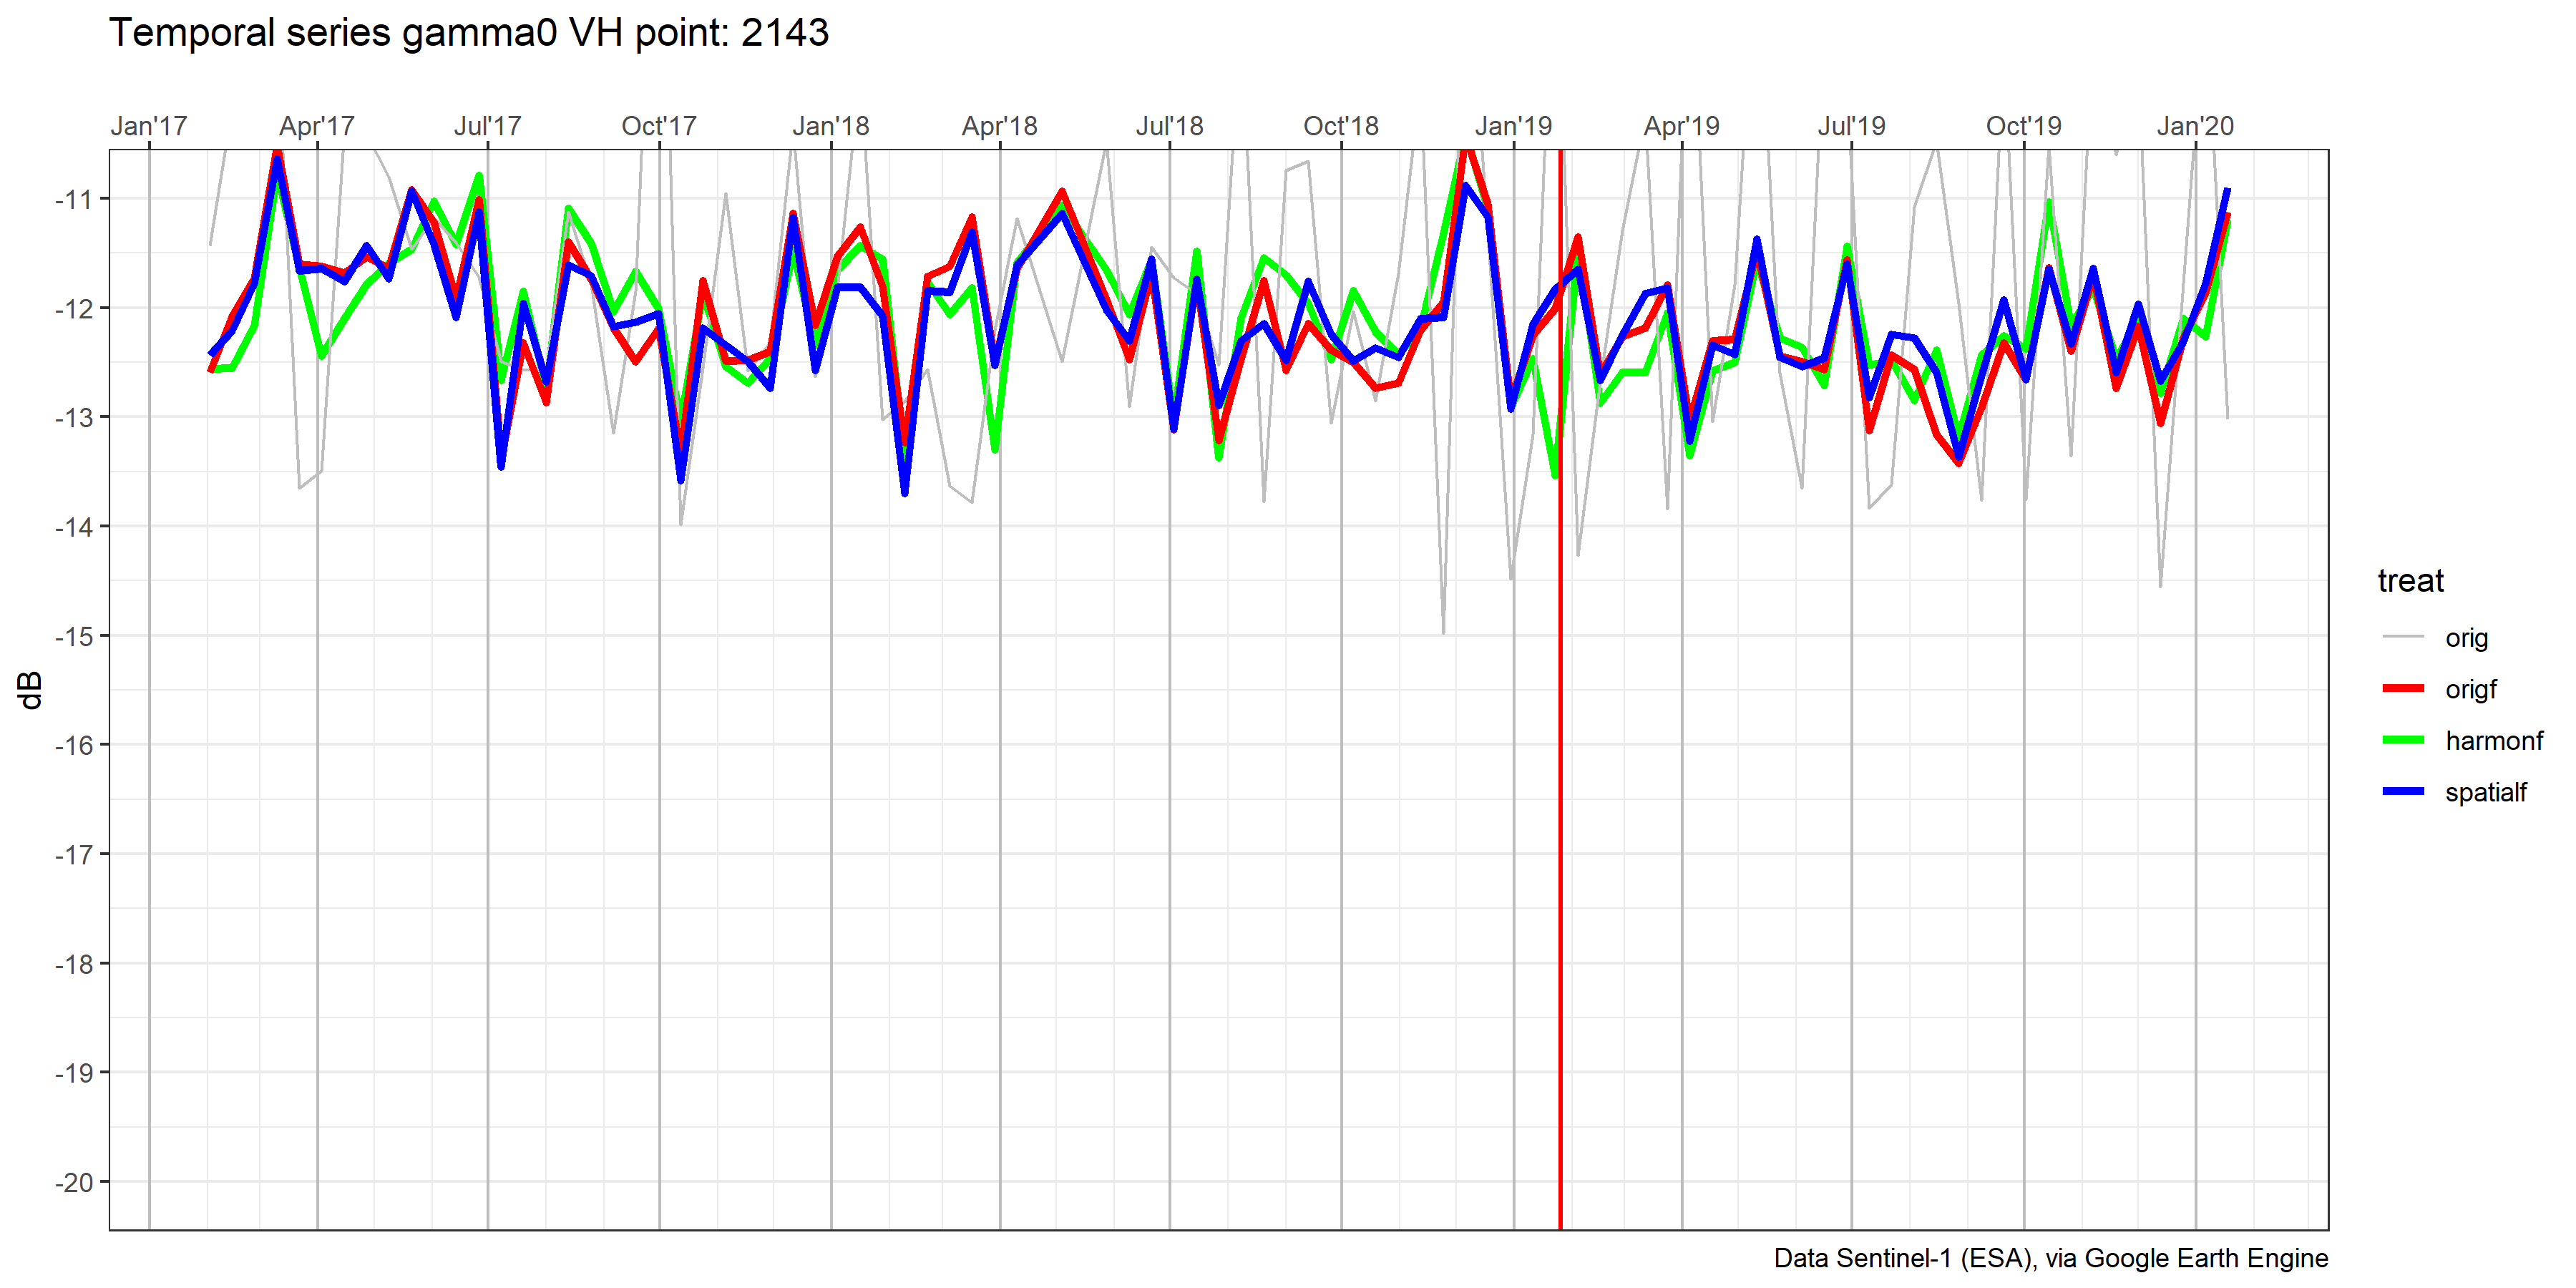 Temporal series gamma0 VH point: 2143
Jan'17 Apr'17 Jul'17 Oct'17 Jan'18 Apr'18 Jul'18 Oct'18 Jan'19 Apr'19 Jul'19 Oct'19 Jan'20
-11
-12
-13
-14
-15
-16
-17
-18
-19
-20
dB
treat
orig
origf
harmonf
spatialf
Data Sentinel-1 (ESA), via Google Earth Engine